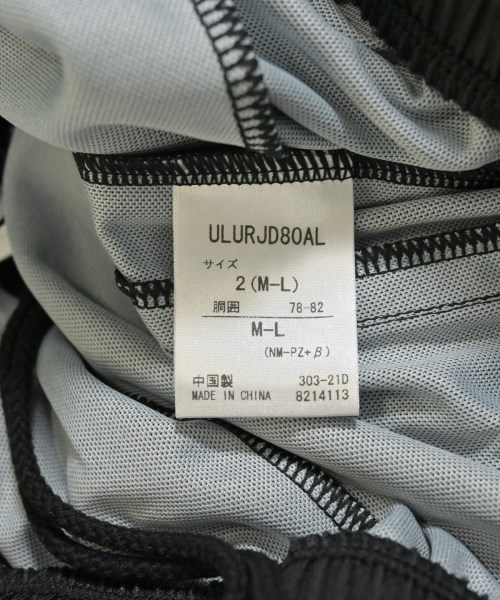 ULURJD80AL
サイズ
2 (M-L)
胴囲 78-82
M-L
(NM-PZ+β)
中国製 303-21D
MADE IN CHINA 8214113